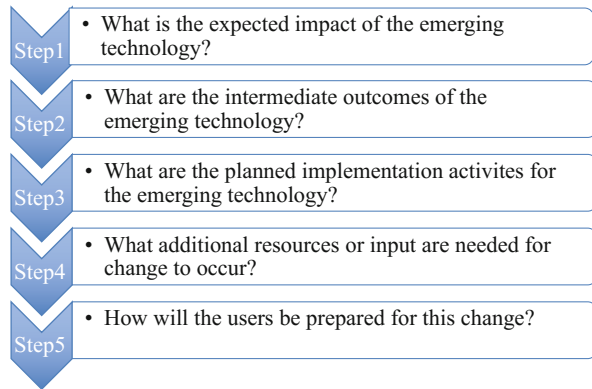 Step1
• What is the expected impact of the emerging
technology?
Step2
• What are the intermediate outcomes of the
emerging technology?
Step3
• What are the planned implementation activites for
the emerging technology?
Step4
• What additional resources or input are needed for
change to occur?
Step5
• How will the users be prepared for this change?